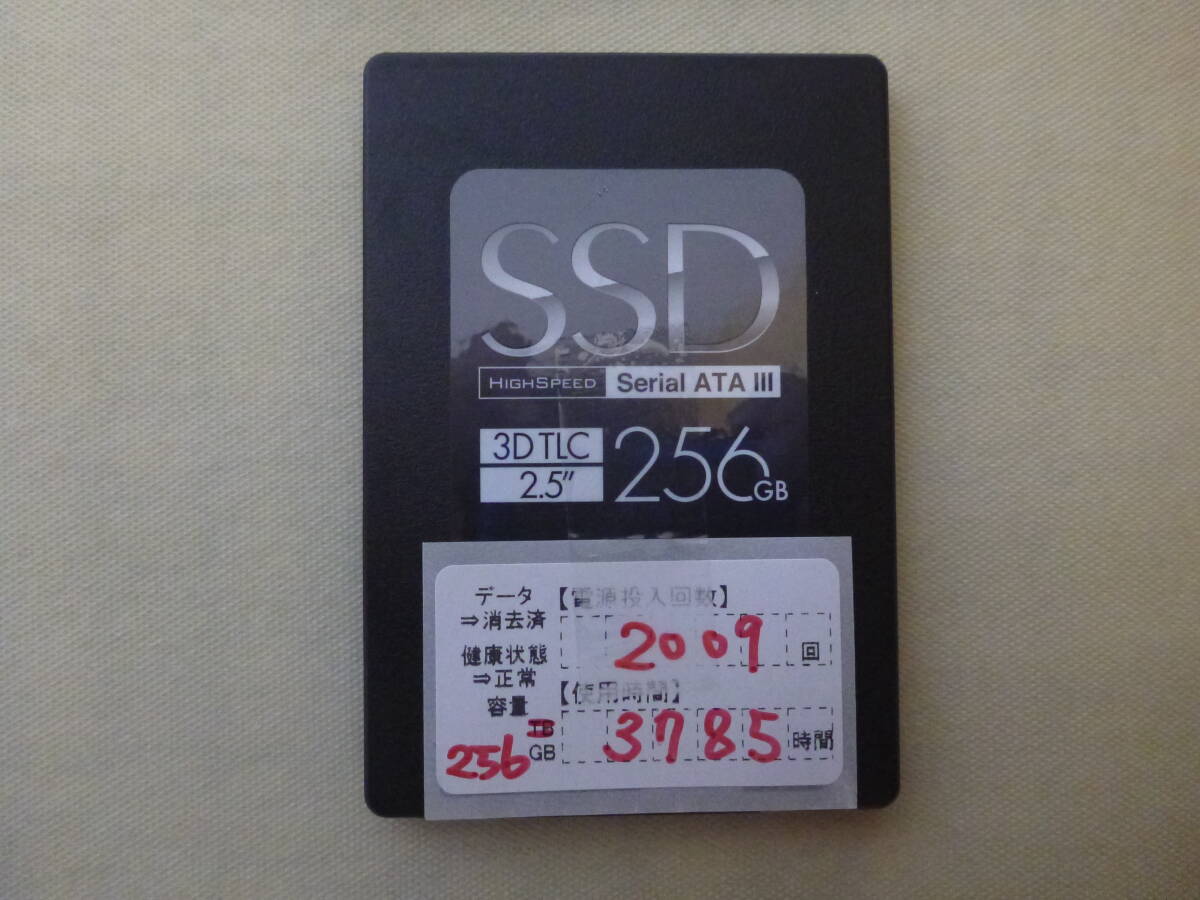 SSD
HIGHSPEED Serial ATA III
3D TLC
2.5"
256GB
データ
⇒消去済
健康状態
⇒正常
容量
TB
256 GB
【電源投入回数】
2009 回
【使用時間】
3785 時間